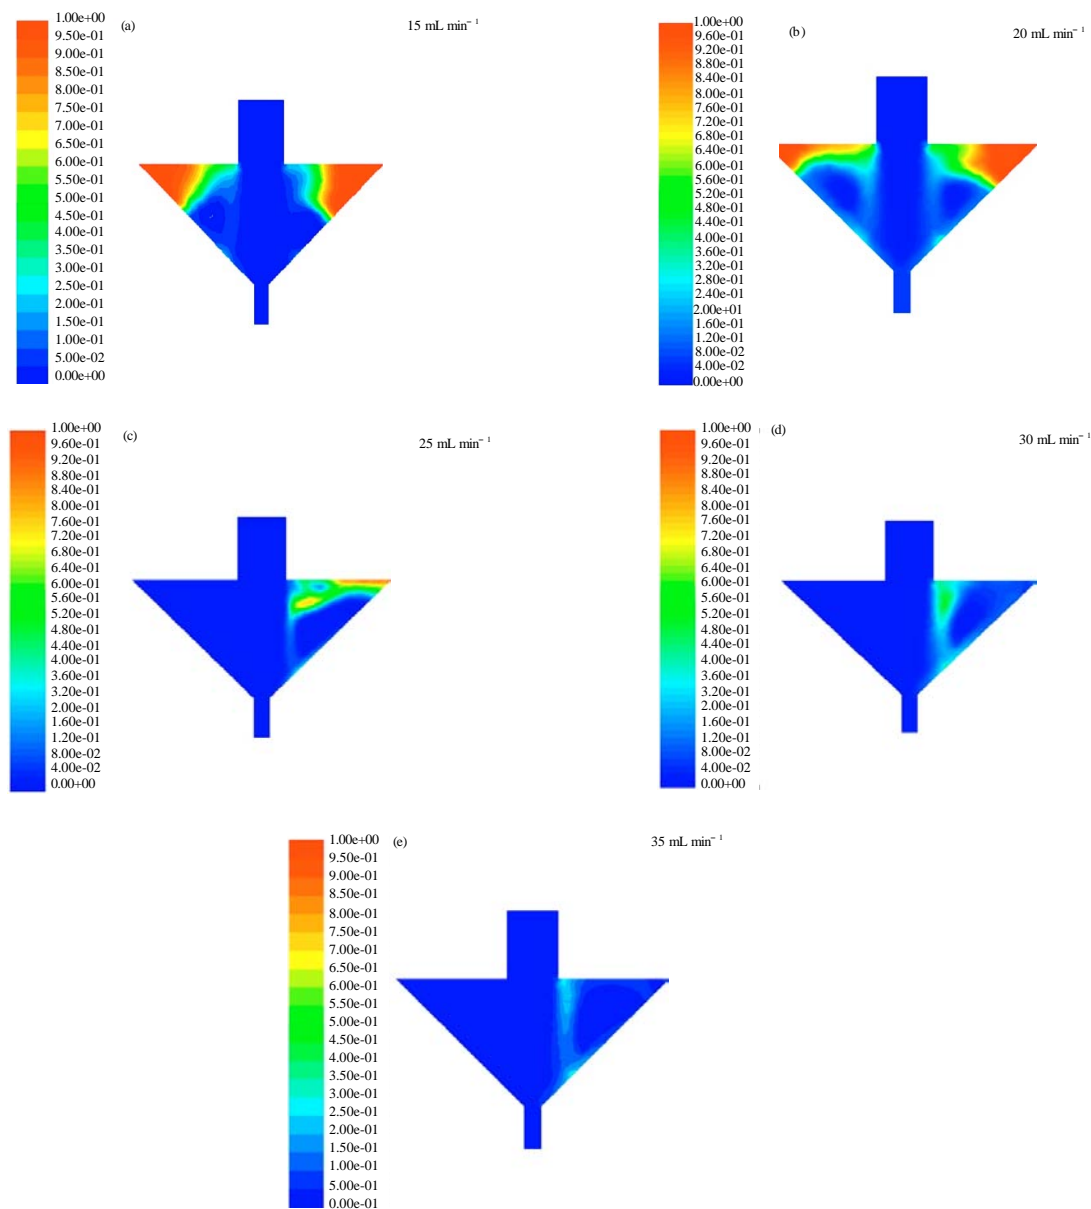 (a)
15 mL min⁻¹
1.00e+00
9.50e-01
9.00e-01
8.50e-01
8.00e-01
7.50e-01
7.00e-01
6.50e-01
6.00e-01
5.50e-01
5.00e-01
4.50e-01
4.00e-01
3.50e-01
3.00e-01
2.50e-01
2.00e-01
1.50e-01
1.00e-01
5.00e-02
0.00e+00
(b)
20 mL min⁻¹
1.00e+00
9.60e-01
9.20e-01
8.80e-01
8.40e-01
8.00e-01
7.60e-01
7.20e-01
6.80e-01
6.40e-01
6.00e-01
5.60e-01
5.20e-01
4.80e-01
4.40e-01
4.00e-01
3.60e-01
3.20e-01
2.80e-01
2.40e-01
2.00e+01
1.60e-01
1.20e-01
8.00e-02
4.00e-02
0.00e+00
(c)
25 mL min⁻¹
1.00e+00
9.60e-01
9.20e-01
8.80e-01
8.40e-01
8.00e-01
7.60e-01
7.20e-01
6.80e-01
6.40e-01
6.00e-01
5.60e-01
5.20e-01
4.80e-01
4.40e-01
4.00e-01
3.60e-01
3.20e-01
2.80e-01
2.40e-01
2.00e-01
1.60e-01
1.20e-01
8.00e-02
4.00e-02
0.00+00
(d)
30 mL min⁻¹
1.00e+00
9.60e-01
9.20e-01
8.80e-01
8.40e-01
8.00e-01
7.60e-01
7.20e-01
6.80e-01
6.40e-01
6.00e-01
5.60e-01
5.20e-01
4.80e-01
4.40e-01
4.00e-01
3.60e-01
3.20e-01
2.80e-01
2.40e-01
2.00e-01
1.60e-01
1.20e-01
8.00e-02
4.00e-02
0.00+00
(e)
35 mL min⁻¹
1.00e+00
9.50e-01
9.00e-01
8.50e-01
8.00e-01
7.50e-01
7.00e-01
6.50e-01
6.00e-01
5.50e-01
5.00e-01
4.50e-01
4.00e-01
3.50e-01
3.00e-01
2.50e-01
2.00e-01
1.50e-01
1.00e-01
5.00e-01
0.00e-01